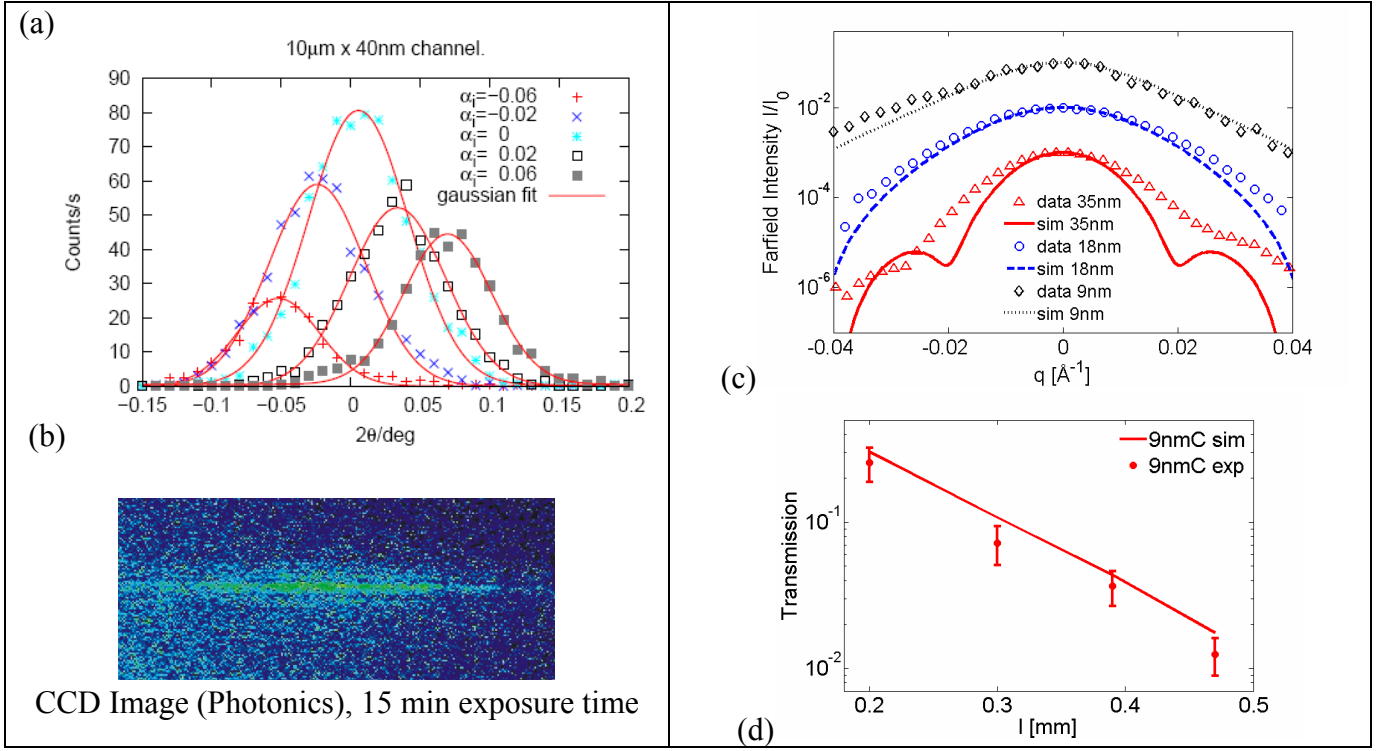 (a)
10μm x 40nm channel.
90
80
70
60
50
40
30
20
10
0
Counts/s
αi=−0.06
αi=−0.02
αi= 0
αi= 0.02
αi= 0.06
gaussian fit
−0.15 −0.1 −0.05 0 0.05 0.1 0.15 0.2
2θ/deg
(b)
CCD Image (Photonics), 15 min exposure time
Farfield Intensity I/I0
10-2
10-4
10-6
data 35nm
sim 35nm
data 18nm
sim 18nm
data 9nm
sim 9nm
-0.04 -0.02 0 0.02 0.04
q [Å-1]
(c)
Transmission
10-1
10-2
9nmC sim
9nmC exp
0.2 0.3 0.4 0.5
l [mm]
(d)